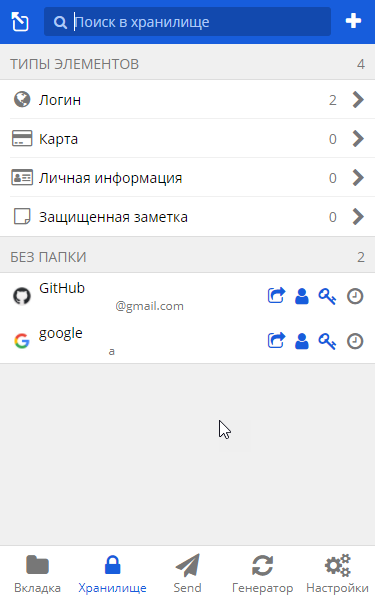 Поиск в хранилище
ТИПЫ ЭЛЕМЕНТОВ 4
Логин 2
Карта 0
Личная информация 0
Защищенная заметка 0
БЕЗ ПАПКИ 2
GitHub
@gmail.com
google
a
Вкладка Хранилище Send Генератор Настройки